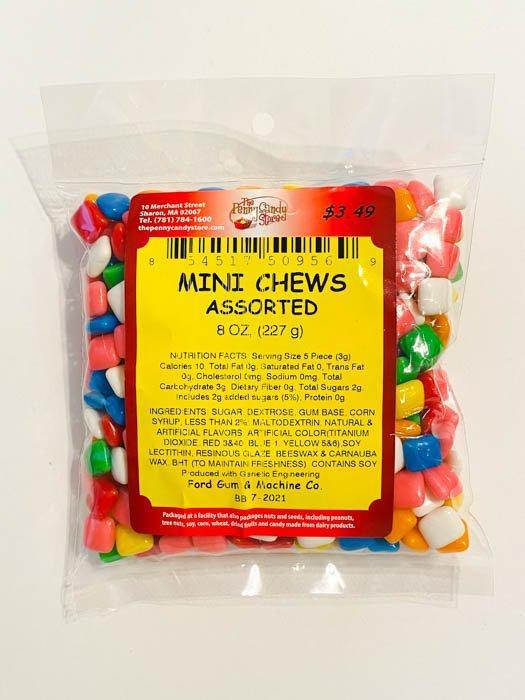 10 Merchant Street
Sharon, MA 02067
Tel. (781) 784-1600
thepennycandystore.com
The
Penny Candy
Store
$3.49
8 54517 50956 9
MINI CHEWS
ASSORTED
8 OZ, (227 g)
NUTRITION FACTS Serving Size 5 Piece (3g)
Calories 10, Total Fat 0g, Saturated Fat 0, Trans Fat
0g, Cholesterol 0mg, Sodium 0mg, Total
Carbohydrate 3g, Dietary Fiber 0g, Total Sugars 2g,
Includes 2g added sugars (5%), Protein 0g.
INGREDIENTS: SUGAR, DEXTROSE, GUM BASE, CORN
SYRUP, LESS THAN 2%: MALTODEXTRIN, NATURAL &
ARTIFICIAL FLAVORS, ARTIFICIAL COLOR(TITANIUM
DIOXIDE, RED 3&40, BLUE 1, YELLOW 5&6),SOY
LECTITHIN, RESINOUS GLAZE, BEESWAX & CARNAUBA
WAX, BHT (TO MAINTAIN FRESHNESS). CONTAINS SOY
Produced with Genetic Engineering
Ford Gum & Machine Co.
BB 7-2021
Packaged at a facility that also packages nuts and seeds, including peanuts,
tree nuts, soy, corn, wheat, dried fruits and candy made from dairy products.